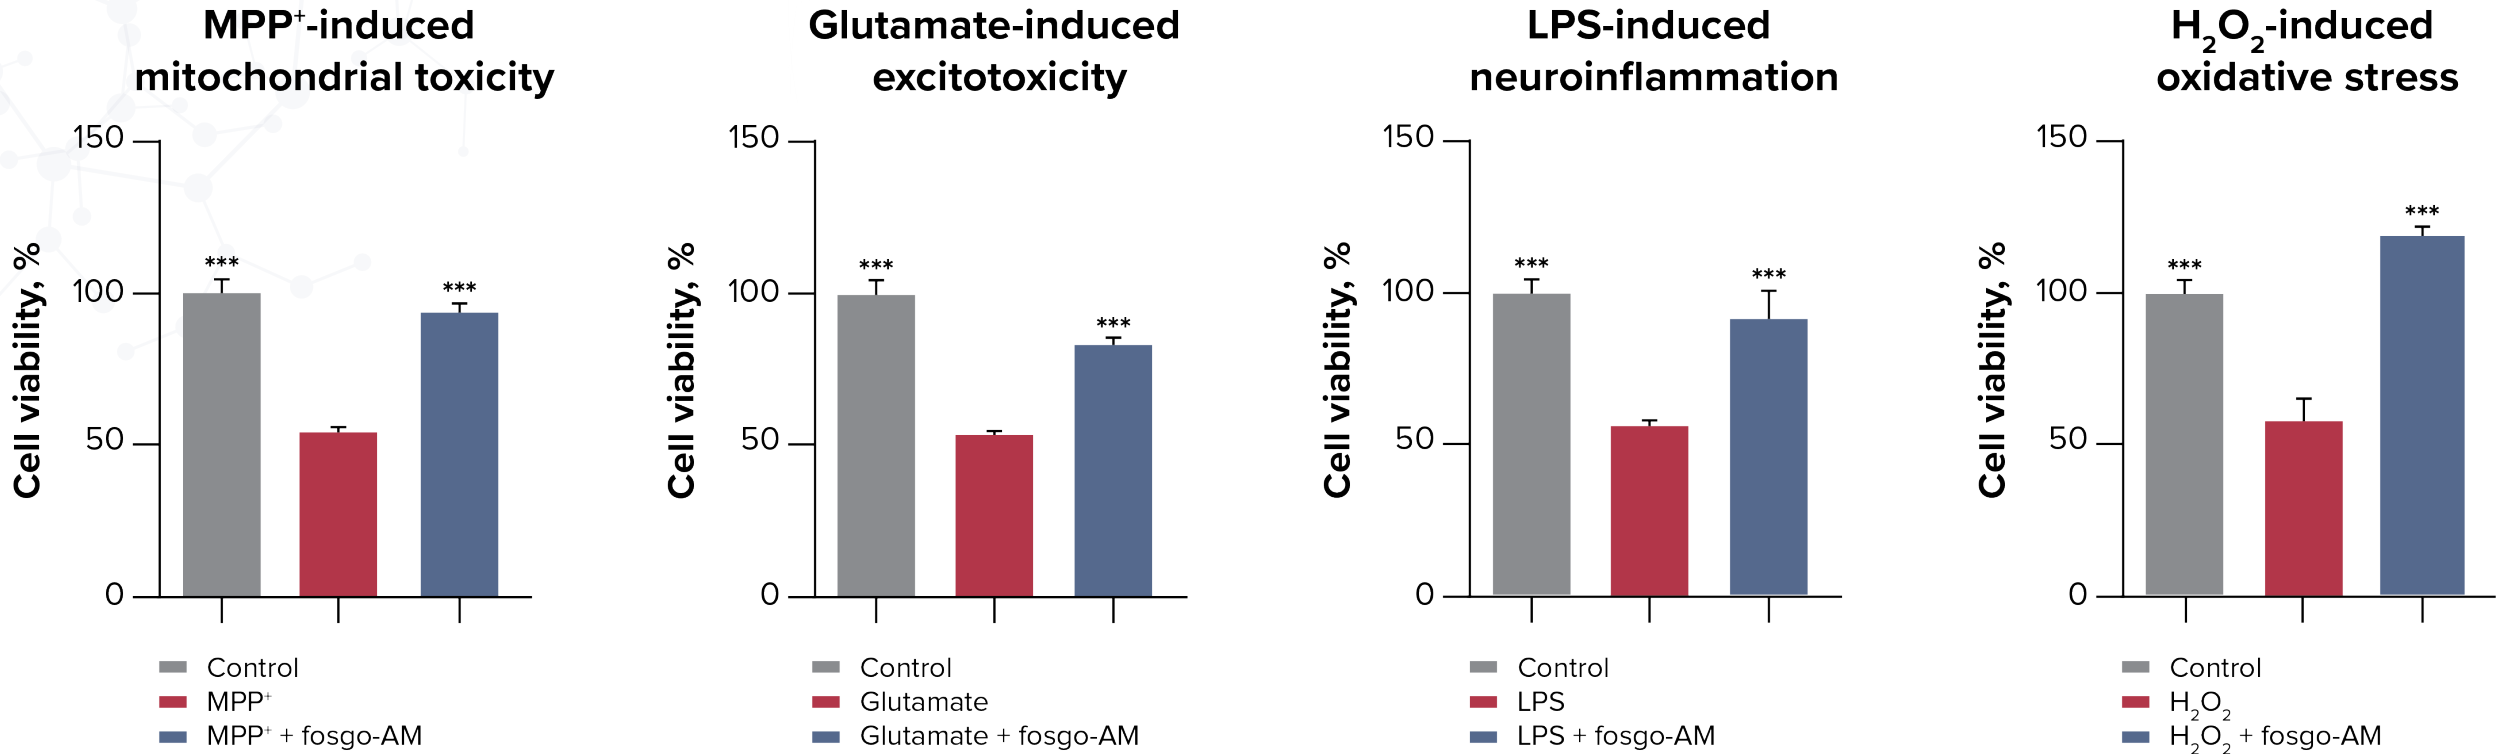 MPP⁺-induced
mitochondrial toxicity
150
100
50
0
Cell viability, %
***
***
Control
MPP⁺
MPP⁺ + fosgo-AM
Glutamate-induced
excitotoxicity
150
100
50
0
Cell viability, %
***
***
Control
Glutamate
Glutamate + fosgo-AM
LPS-induced
neuroinflammation
150
100
50
0
Cell viability, %
***
***
Control
LPS
LPS + fosgo-AM
H₂O₂-induced
oxidative stress
150
100
50
0
Cell viability, %
***
***
Control
H₂O₂
H₂O₂ + fosgo-AM